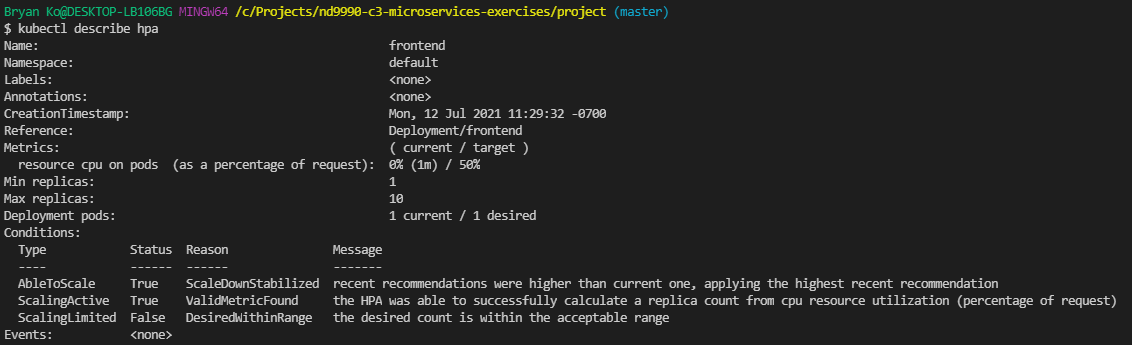 Bryan Ko@DESKTOP-LB106BG MINGW64 /c/Projects/nd9990-c3-microservices-exercises/project (master)
$ kubectl describe hpa
Name: frontend
Namespace: default
Labels: <none>
Annotations: <none>
CreationTimestamp: Mon, 12 Jul 2021 11:29:32 -0700
Reference: Deployment/frontend
Metrics: ( current / target )
  resource cpu on pods  (as a percentage of request):  0% (1m) / 50%
Min replicas: 1
Max replicas: 10
Deployment pods: 1 current / 1 desired
Conditions:
  Type            Status  Reason               Message
  ----            ------  ------               -------
  AbleToScale     True    ScaleDownStabilized  recent recommendations were higher than current one, applying the highest recent recommendation
  ScalingActive   True    ValidMetricFound     the HPA was able to successfully calculate a replica count from cpu resource utilization (percentage of request)
  ScalingLimited  False   DesiredWithinRange   the desired count is within the acceptable range
Events:           <none>